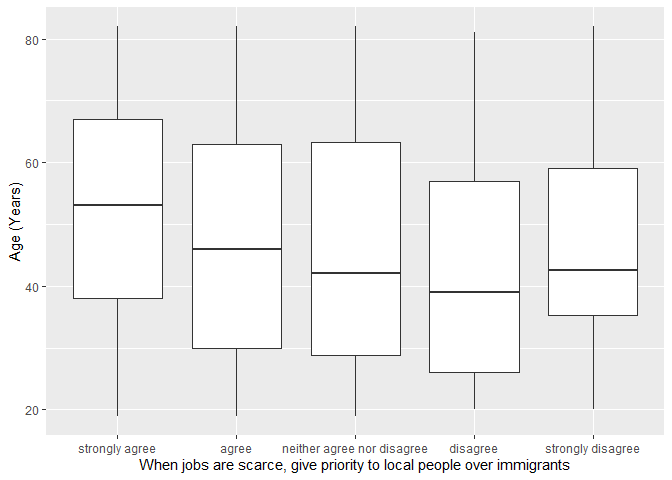 80
60
40
20
Age (Years)
strongly agree
agree
neither agree nor disagree
disagree
strongly disagree
When jobs are scarce, give priority to local people over immigrants